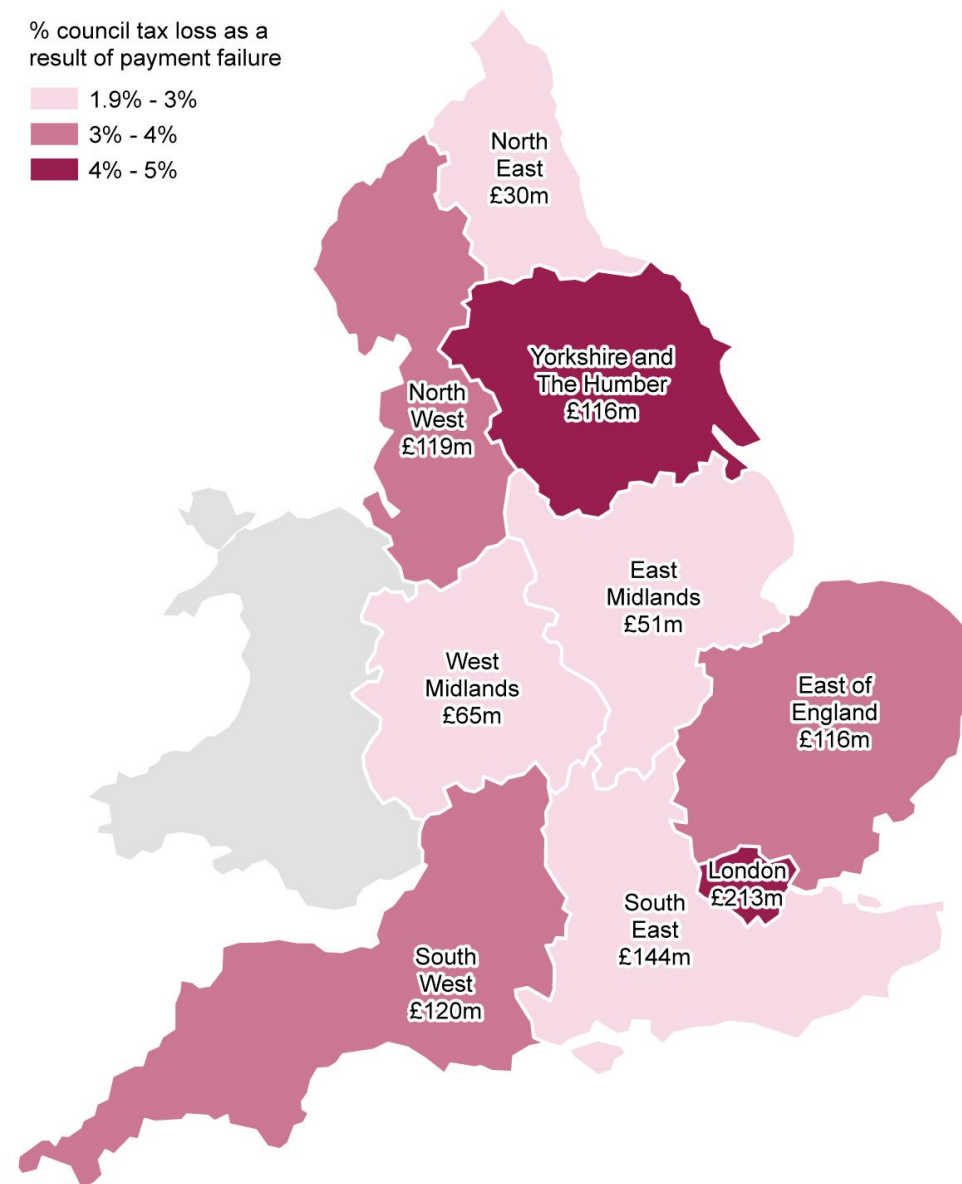 % council tax loss as a
result of payment failure
1.9% - 3%
3% - 4%
4% - 5%
North
East
£30m
Yorkshire and
The Humber
£116m
North
West
£119m
East
Midlands
£51m
West
Midlands
£65m
East of
England
£116m
London
£213m
South
East
£144m
South
West
£120m